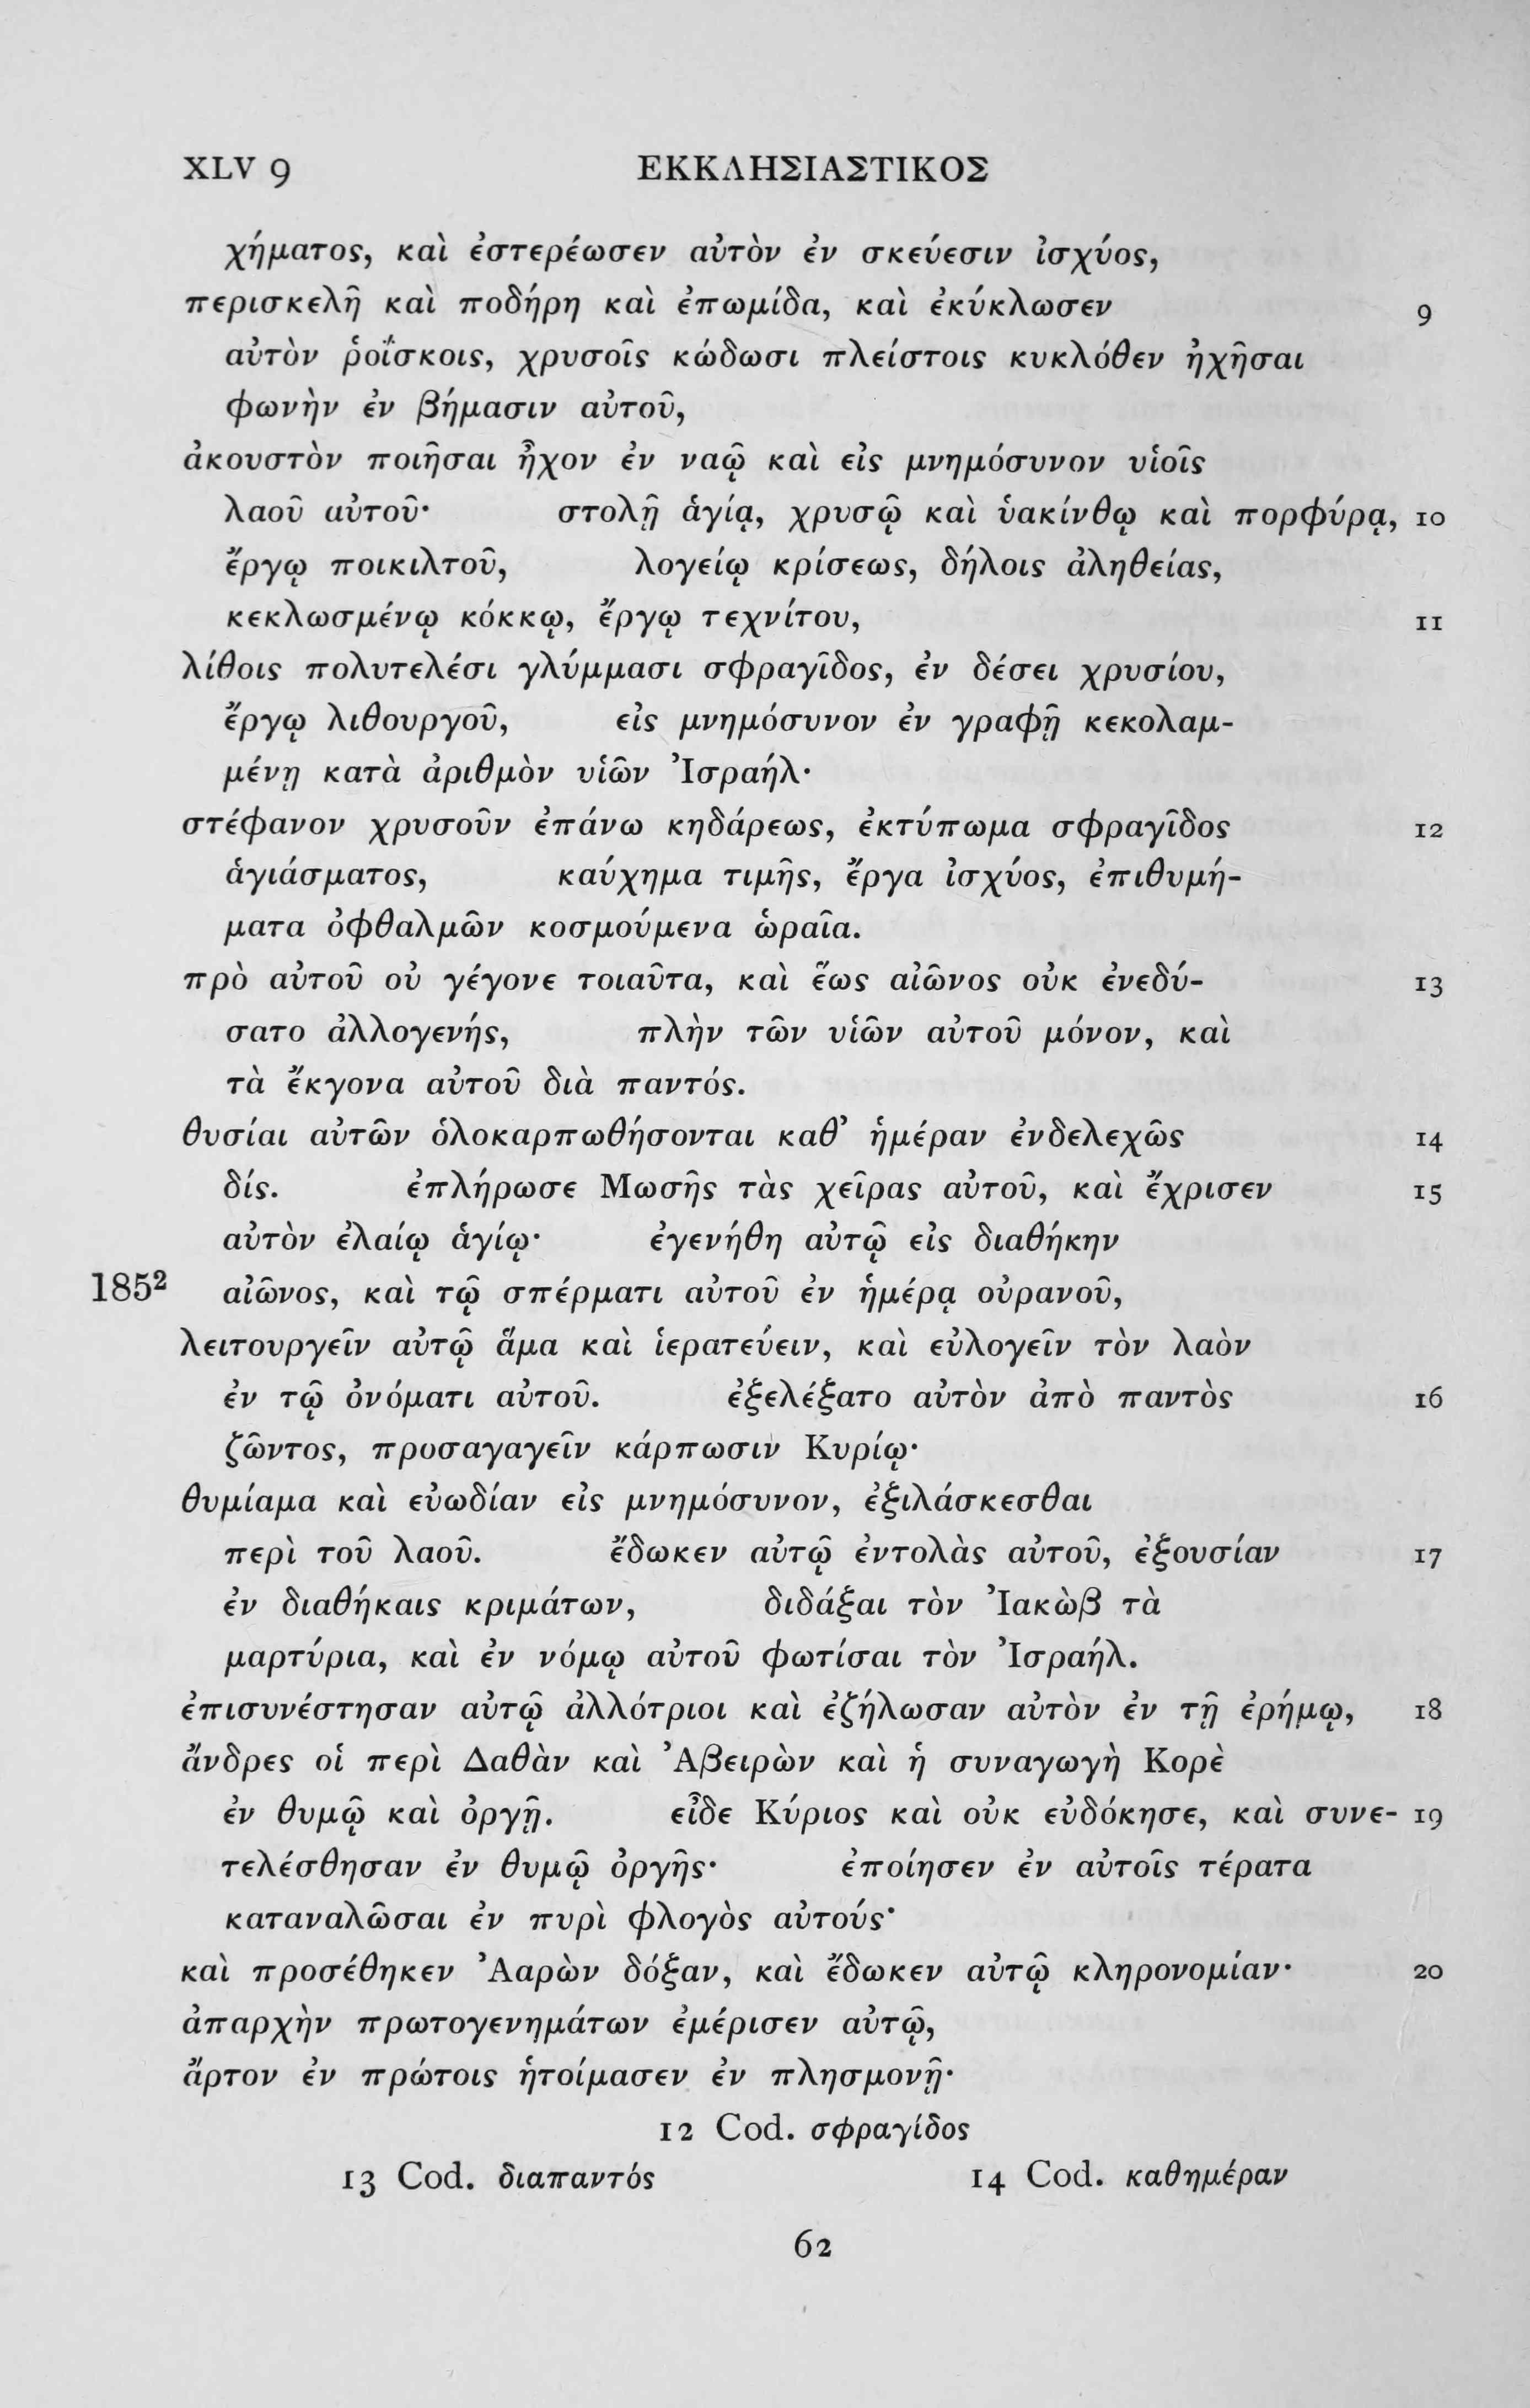 XLV 9 ΕΚΚΛΗΣΙΑΣΤΙΚΟΣ
χήματος, καὶ ἐστερέωσεν αὐτὸν ἐν σκεύεσιν ἰσχύος,
περισκελῆ καὶ ποδήρη καὶ ἐπωμίδα, καὶ ἐκύκλωσεν 9
αὐτὸν ῥοΐσκοις, χρυσοῖς κώδωσι πλείστοις κυκλόθεν ἠχῆσαι
φωνὴν ἐν βήμασιν αὐτοῦ,
ἀκουστὸν ποιῆσαι ἦχον ἐν ναῷ καὶ εἰς μνημόσυνον υἱοῖς
λαοῦ αὐτοῦ· στολῇ ἁγίᾳ, χρυσῷ καὶ ὑακίνθῳ καὶ πορφύρᾳ, 10
ἔργῳ ποικιλτοῦ, λογείῳ κρίσεως, δήλοις ἀληθείας,
κεκλωσμένῳ κόκκῳ, ἔργῳ τεχνίτου, 11
λίθοις πολυτελέσι γλύμμασι σφραγῖδος, ἐν δέσει χρυσίου,
ἔργῳ λιθουργοῦ, εἰς μνημόσυνον ἐν γραφῇ κεκολαμ-
μένῃ κατὰ ἀριθμὸν υἱῶν Ἰσραήλ·
στέφανον χρυσοῦν ἐπάνω κηδάρεως, ἐκτύπωμα σφραγῖδος 12
ἁγιάσματος, καύχημα τιμῆς, ἔργα ἰσχύος, ἐπιθυμή-
ματα ὀφθαλμῶν κοσμούμενα ὡραῖα.
πρὸ αὐτοῦ οὐ γέγονε τοιαῦτα, καὶ ἕως αἰῶνος οὐκ ἐνεδύ- 13
σατο ἀλλογενής, πλὴν τῶν υἱῶν αὐτοῦ μόνον, καὶ
τὰ ἔκγονα αὐτοῦ διὰ παντός.
θυσίαι αὐτῶν ὁλοκαρπωθήσονται καθ' ἡμέραν ἐνδελεχῶς 14
δίς. ἐπλήρωσε Μωσῆς τὰς χεῖρας αὐτοῦ, καὶ ἔχρισεν 15
αὐτὸν ἐλαίῳ ἁγίῳ· ἐγενήθη αὐτῷ εἰς διαθήκην
185² αἰῶνος, καὶ τῷ σπέρματι αὐτοῦ ἐν ἡμέρᾳ οὐρανοῦ,
λειτουργεῖν αὐτῷ ἅμα καὶ ἱερατεύειν, καὶ εὐλογεῖν τὸν λαὸν
ἐν τῷ ὀνόματι αὐτοῦ. ἐξελέξατο αὐτὸν ἀπὸ παντὸς 16
ζῶντος, προσαγαγεῖν κάρπωσιν Κυρίῳ·
θυμίαμα καὶ εὐωδίαν εἰς μνημόσυνον, ἐξιλάσκεσθαι
περὶ τοῦ λαοῦ. ἔδωκεν αὐτῷ ἐντολὰς αὐτοῦ, ἐξουσίαν 17
ἐν διαθήκαις κριμάτων, διδάξαι τὸν Ἰακὼβ τὰ
μαρτύρια, καὶ ἐν νόμῳ αὐτοῦ φωτίσαι τὸν Ἰσραήλ.
ἐπισυνέστησαν αὐτῷ ἀλλότριοι καὶ ἐζήλωσαν αὐτὸν ἐν τῇ ἐρήμῳ, 18
ἄνδρες οἱ περὶ Δαθὰν καὶ Ἀβειρὼν καὶ ἡ συναγωγὴ Κορὲ
ἐν θυμῷ καὶ ὀργῇ. εἶδε Κύριος καὶ οὐκ εὐδόκησε, καὶ συνε- 19
τελέσθησαν ἐν θυμῷ ὀργῆς· ἐποίησεν ἐν αὐτοῖς τέρατα
καταναλῶσαι ἐν πυρὶ φλογὸς αὐτούς·
καὶ προσέθηκεν Ἀαρὼν δόξαν, καὶ ἔδωκεν αὐτῷ κληρονομίαν· 20
ἀπαρχὴν πρωτογενημάτων ἐμέρισεν αὐτῷ,
ἄρτον ἐν πρώτοις ἡτοίμασεν ἐν πλησμονῇ·
12 Cod. σφραγίδος
13 Cod. διαπαντός 14 Cod. καθημέραν
62